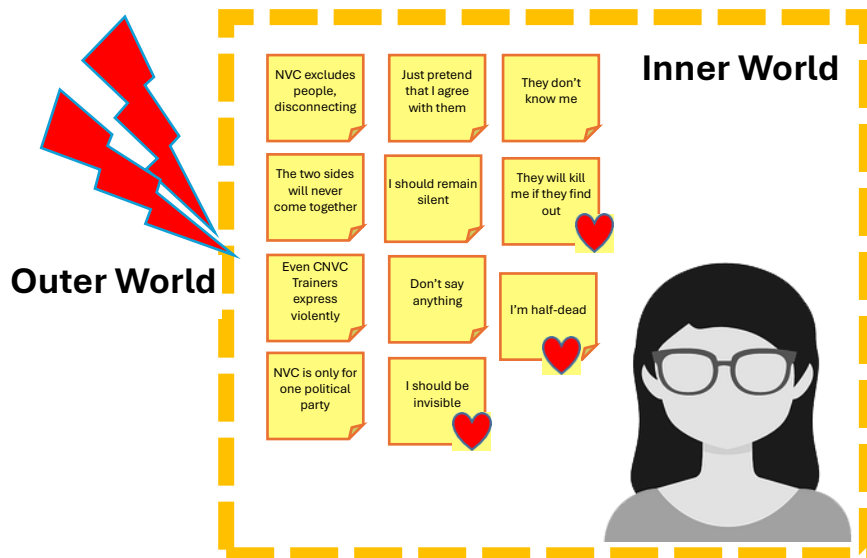 Inner World
NVC excludes
people,
disconnecting
Just pretend
that I agree
with them
They don't
know me
The two sides
will never
come together
I should remain
silent
They will kill
me if they find
out
Outer World
Even CNVC
Trainers
express
violently
Don't say
anything
I'm half-dead
NVC is only for
one political
party
I should be
invisible